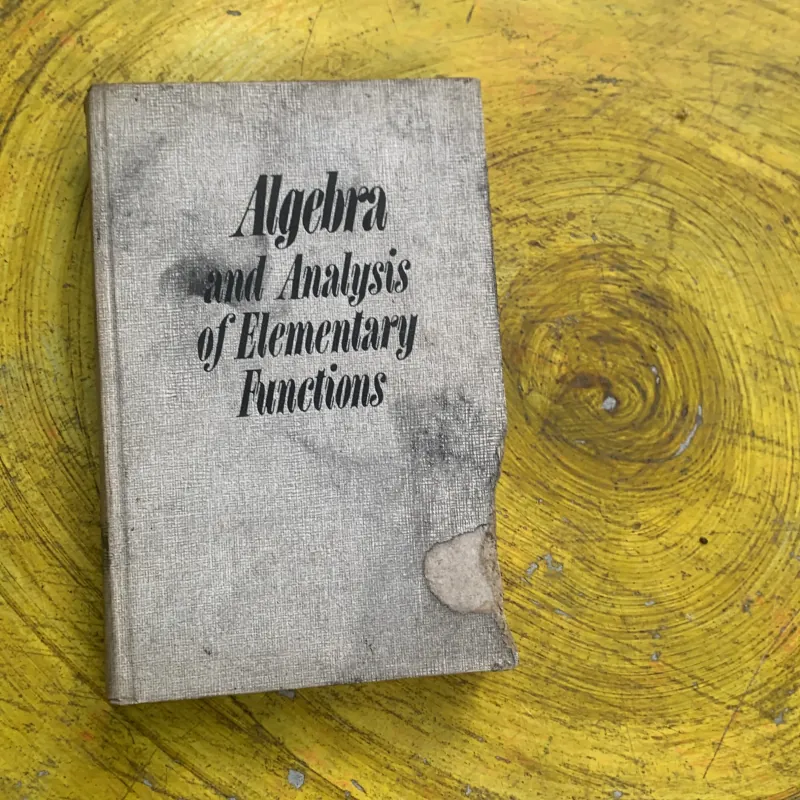 Algebra
and Analysis
of Elementary
Functions